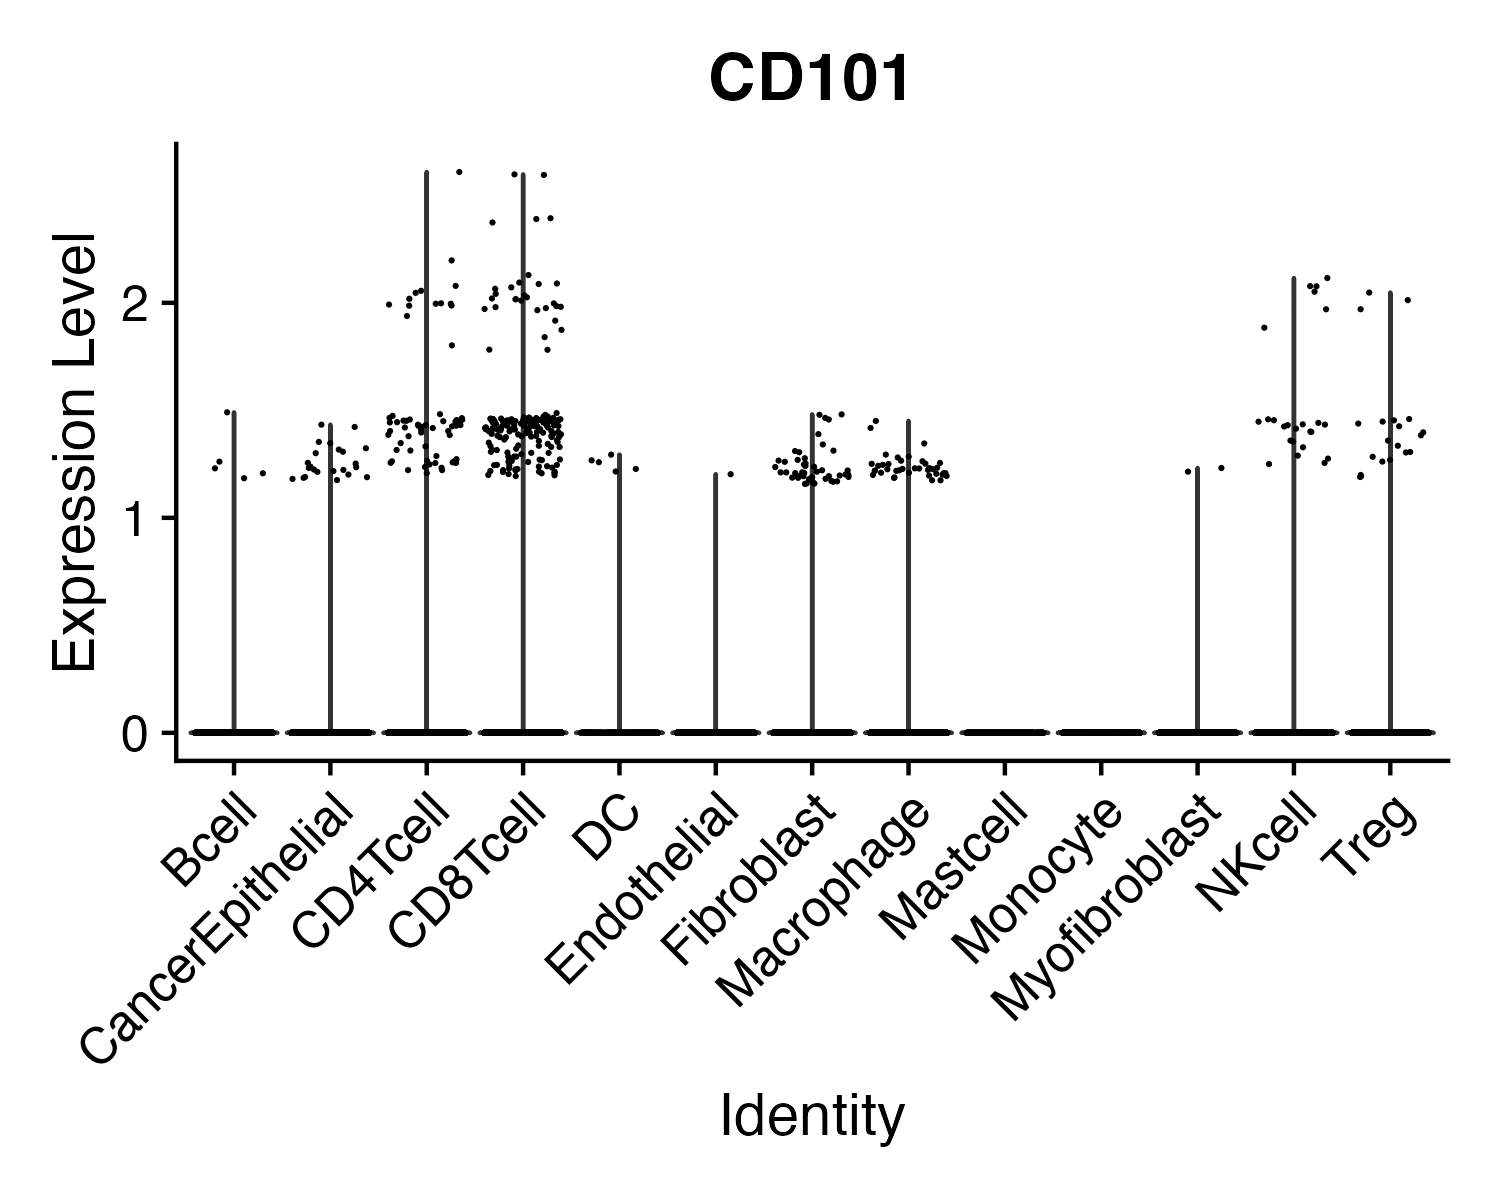 CD101
Expression Level
2
1
0
Bcell
CancerEpithelial
CD4Tcell
CD8Tcell
DC
Endothelial
Fibroblast
Macrophage
Mastcell
Monocyte
Myofibroblast
NKcell
Treg
Identity